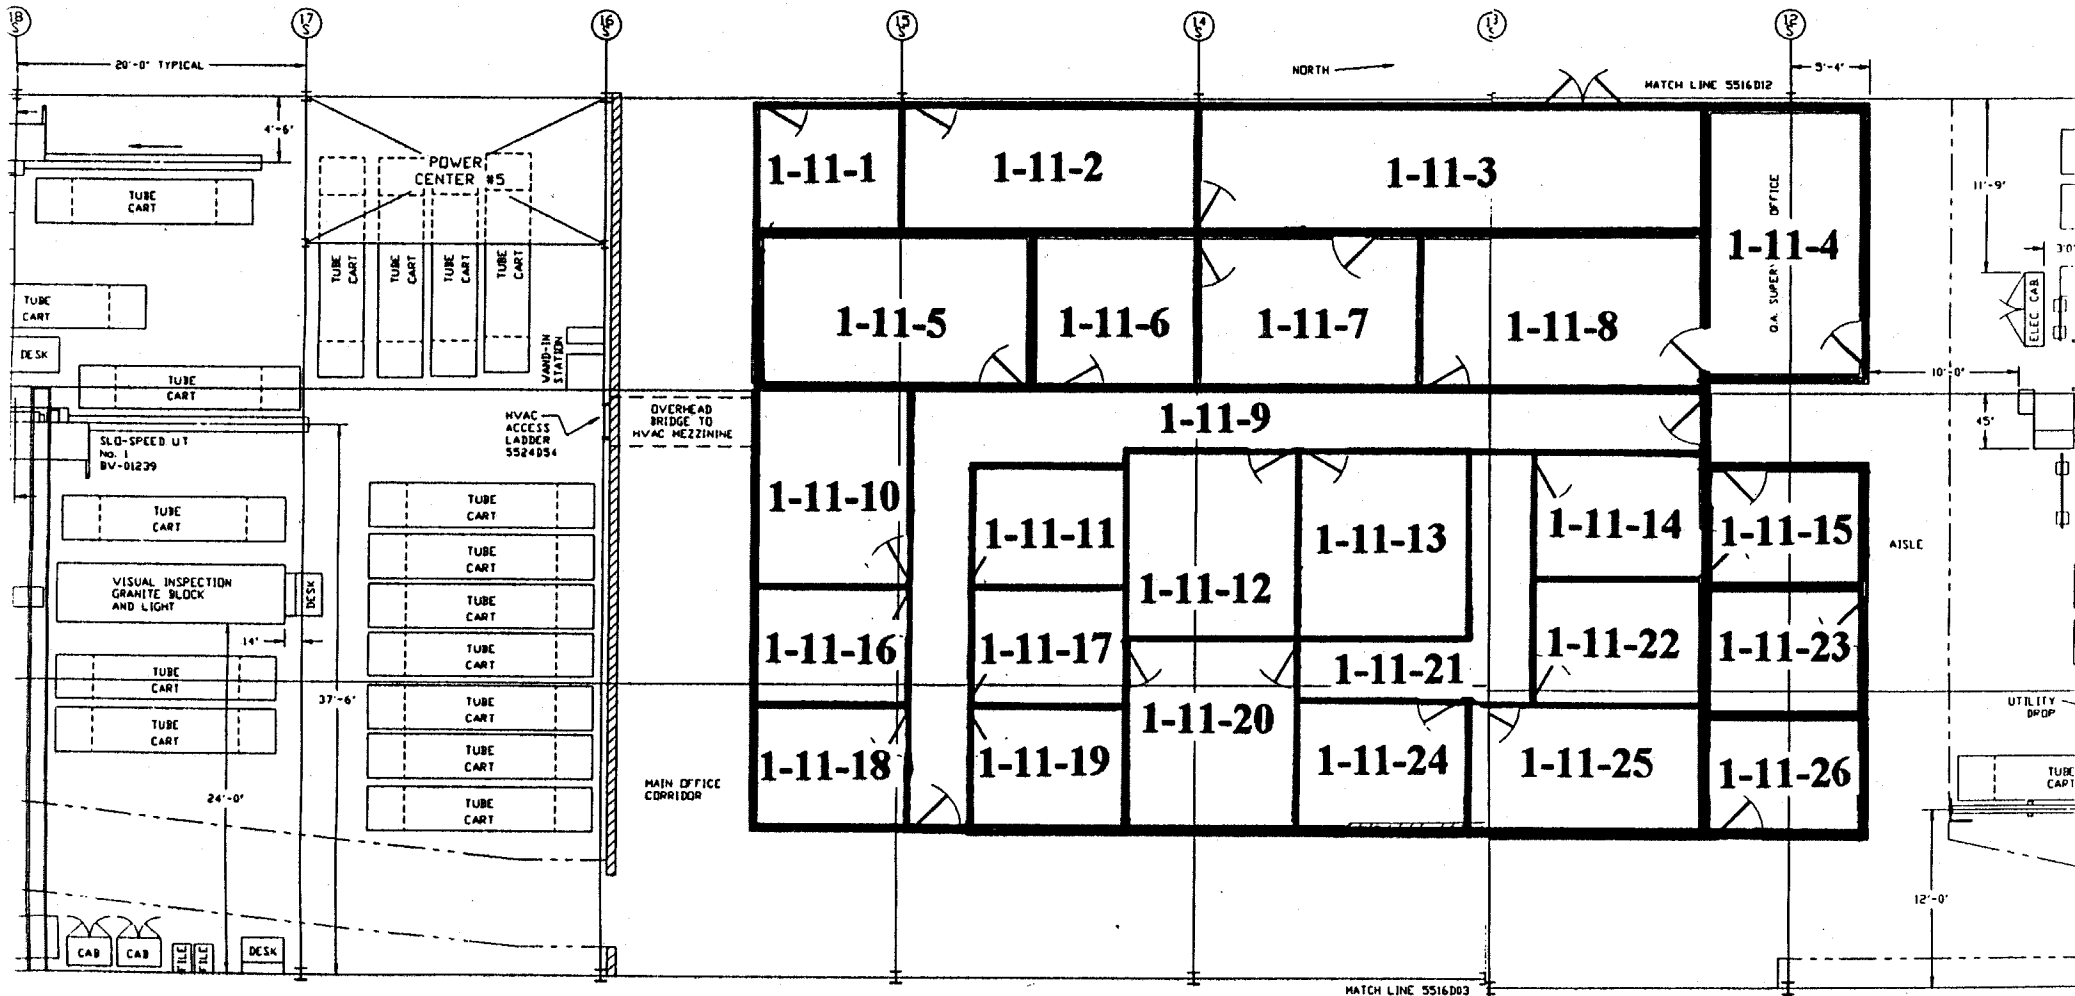 18
S
17
S
16
S
15
S
14
S
13
S
12
S
20'-0" TYPICAL
NORTH
5'-4"
MATCH LINE 5516D12
4'-6"
POWER
CENTER #5
TUBE
CART
1-11-1
1-11-2
1-11-3
1-11-4
Q.A. SUPER
OFFICE
11'-9"
3'0"
ELEC CAB
TUBE
CART
TUBE
CART
TUBE
CART
TUBE
CART
TUBE
CART
1-11-5
1-11-6
1-11-7
1-11-8
DESK
WAND-IN
STATION
TUBE
CART
10'-0"
HVAC
ACCESS
LADDER
5524D54
OVERHEAD
BRIDGE TO
HVAC MEZZININE
1-11-9
45"
SLO-SPEED UT
No. 1
BV-01239
1-11-10
1-11-11
1-11-12
1-11-13
1-11-14
1-11-15
AISLE
TUBE
CART
TUBE
CART
TUBE
CART
VISUAL INSPECTION
GRANITE BLOCK
AND LIGHT
DESK
TUBE
CART
14"
TUBE
CART
1-11-16
1-11-17
1-11-21
1-11-22
1-11-23
TUBE
CART
37'-6"
TUBE
CART
UTILITY
DROP
TUBE
CART
TUBE
CART
1-11-18
1-11-19
1-11-20
1-11-24
1-11-25
1-11-26
MAIN OFFICE
CORRIDOR
TUBE
CART
24'-0"
TUBE
CART
12'-0"
CAB
CAB
FILE
FILE
DESK
MATCH LINE 5516D03